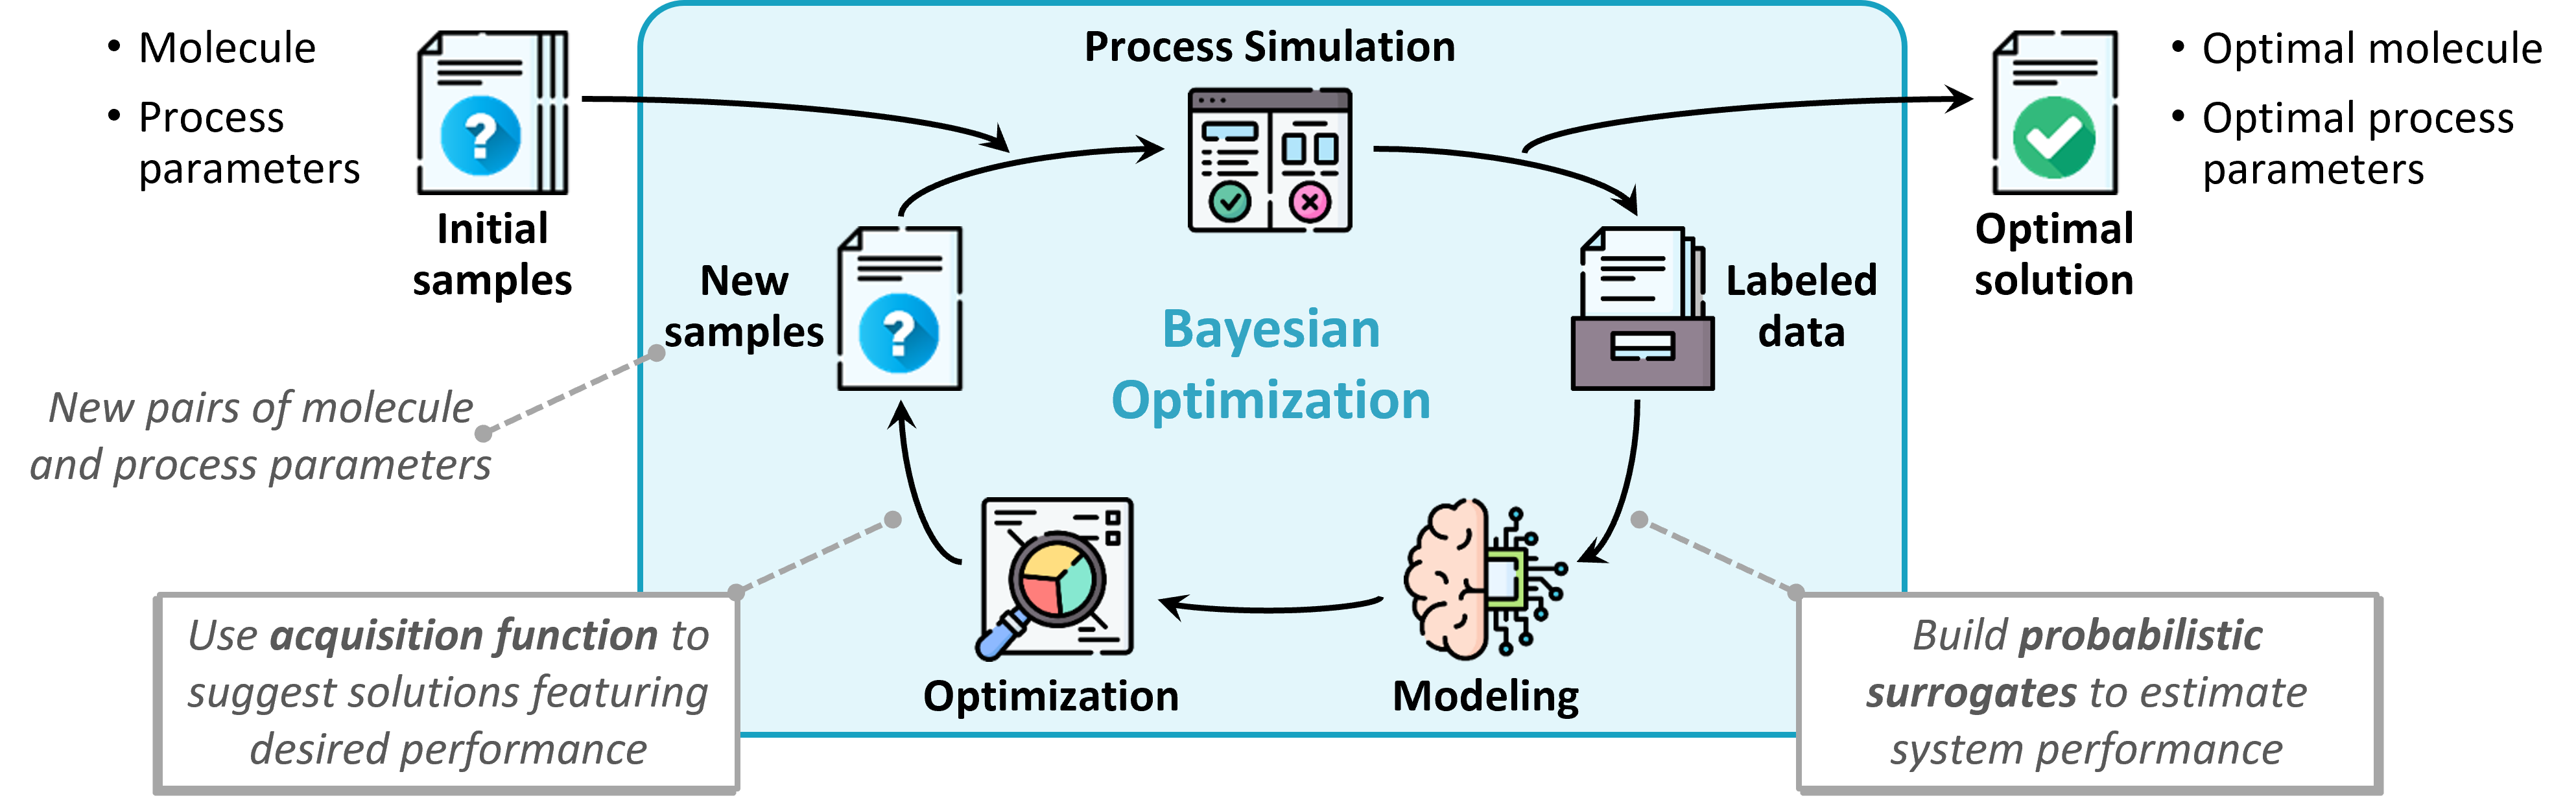 • Molecule
• Process
parameters
Initial
samples
Process Simulation
• Optimal molecule
• Optimal process
parameters
Optimal
solution
New
samples
Labeled
data
Bayesian
Optimization
New pairs of molecule
and process parameters
Optimization
Modeling
Use acquisition function to
suggest solutions featuring
desired performance
Build probabilistic
surrogates to estimate
system performance